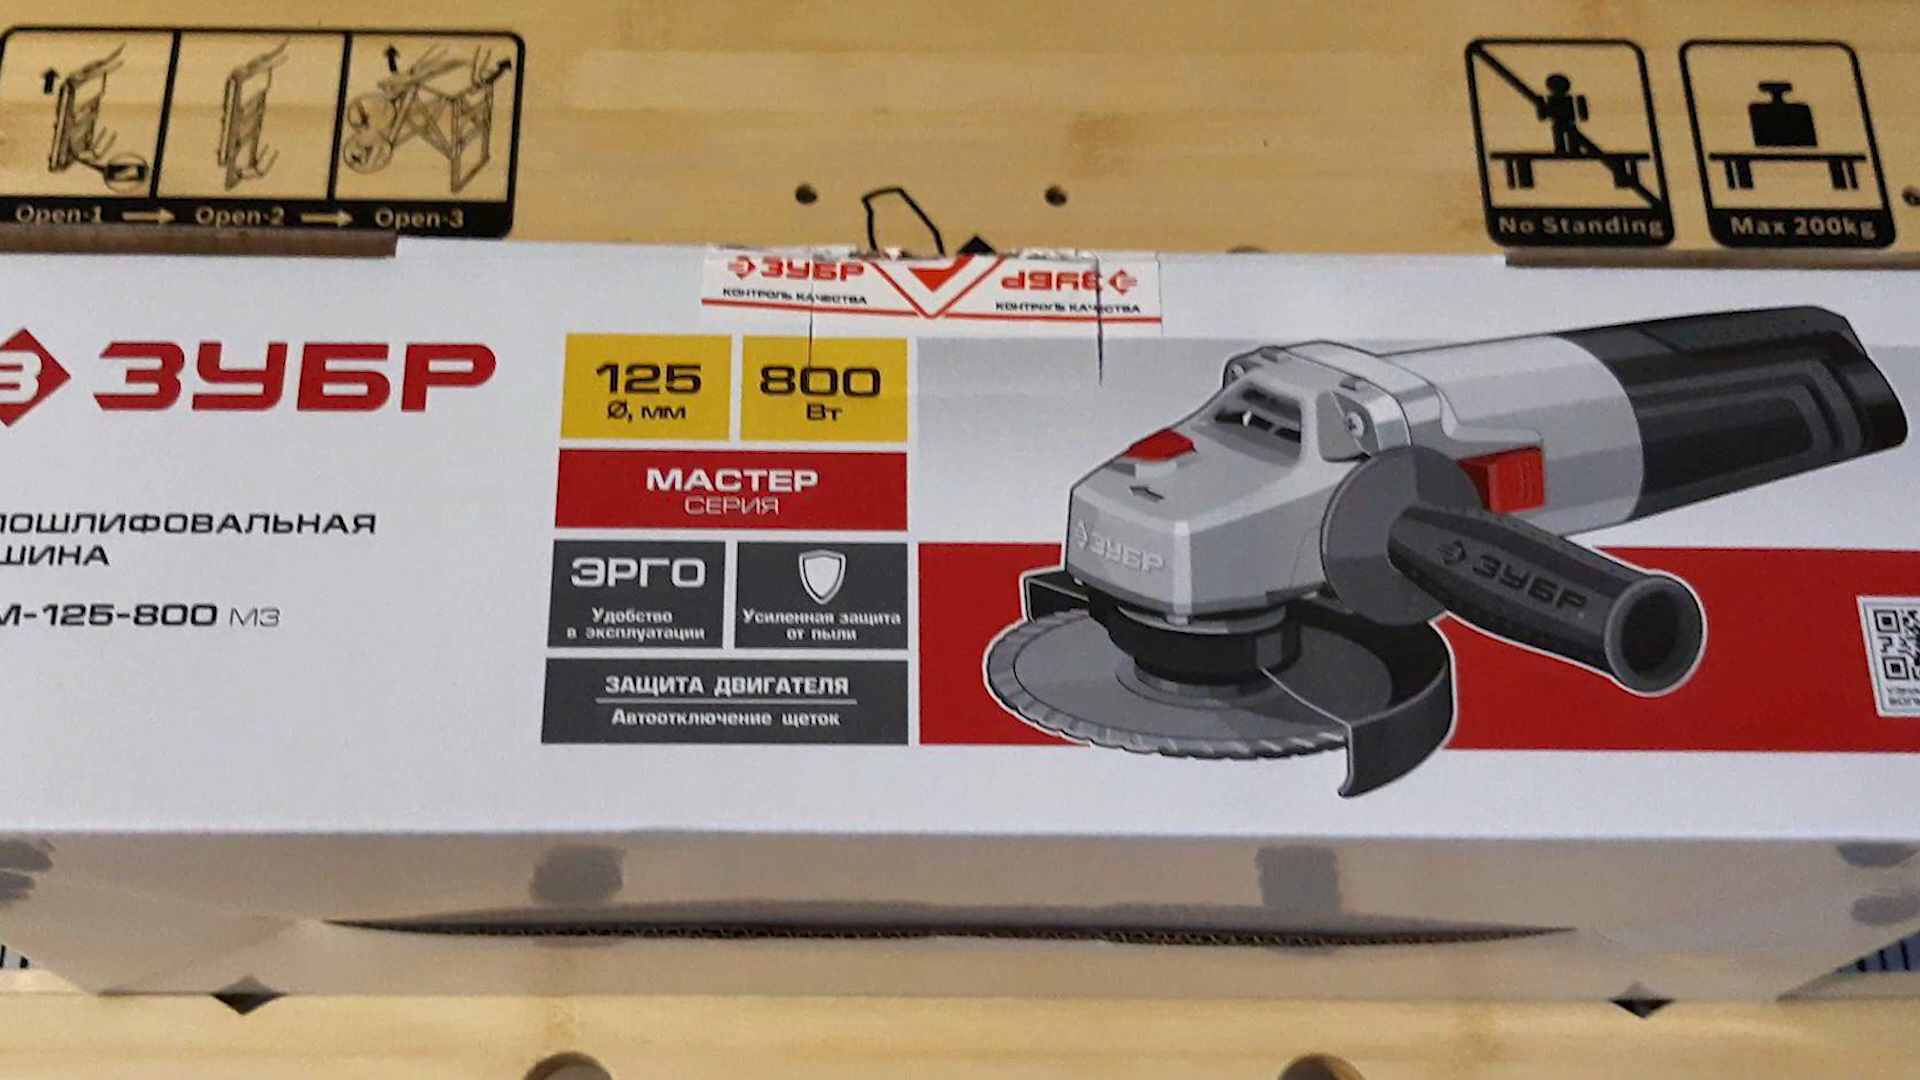 Open-1 → Open-2 → Open-3
No Standing
Max 200kg
ЗУБР
КОНТРОЛЬ КАЧЕСТВА
ЗУБР
КОНТРОЛЬ КАЧЕСТВА
ЗУБР
125
Ø, мм
800
Вт
МАСТЕР
СЕРИЯ
ЛОШЛИФОВАЛЬНАЯ
ШИНА
М-125-800 М3
ЭРГО
Удобство
в эксплуатации
Усиленная защита
от пыли
ЗАЩИТА ДВИГАТЕЛЯ
Автоотключение щеток
ЗУБР
ЗУБР